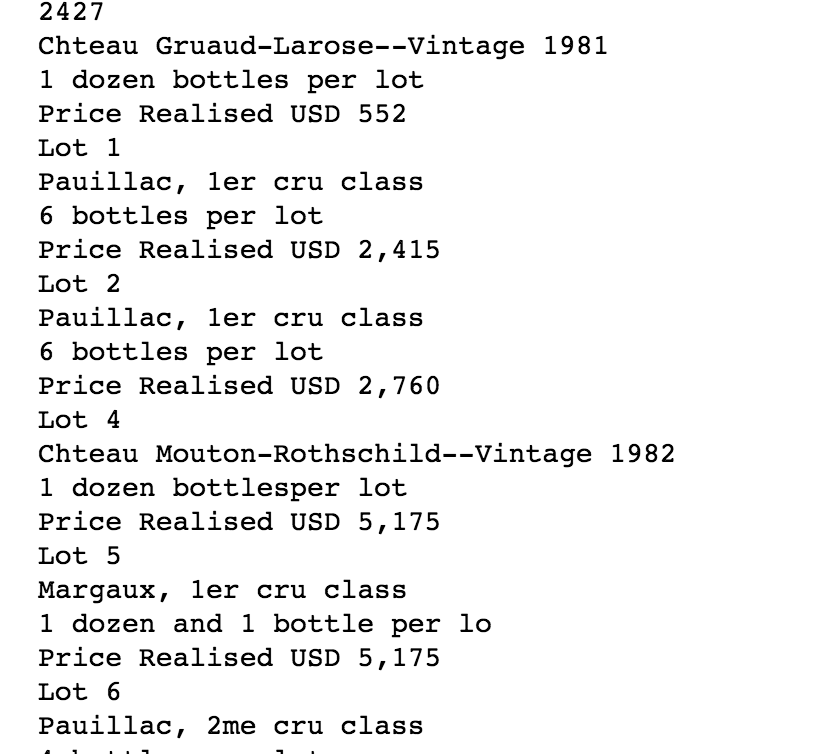 2427
Chteau Gruaud-Larose--Vintage 1981
1 dozen bottles per lot
Price Realised USD 552
Lot 1
Pauillac, 1er cru class
6 bottles per lot
Price Realised USD 2,415
Lot 2
Pauillac, 1er cru class
6 bottles per lot
Price Realised USD 2,760
Lot 4
Chteau Mouton-Rothschild--Vintage 1982
1 dozen bottlesper lot
Price Realised USD 5,175
Lot 5
Margaux, 1er cru class
1 dozen and 1 bottle per lo
Price Realised USD 5,175
Lot 6
Pauillac, 2me cru class